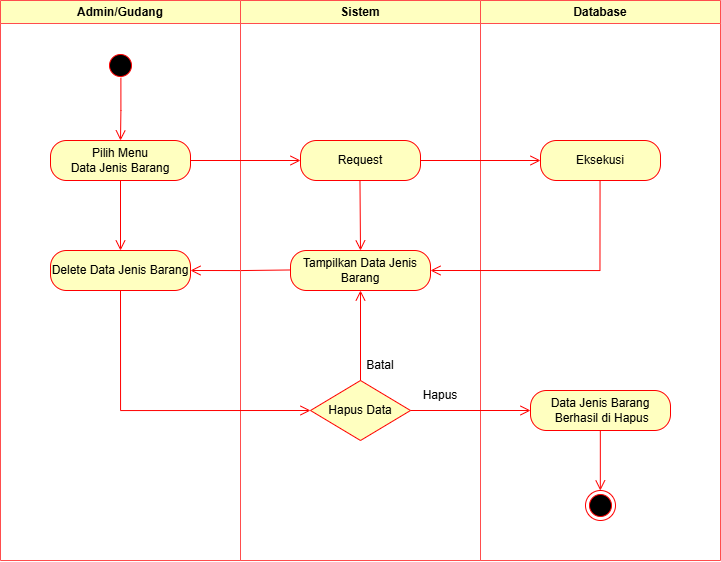 Admin/Gudang
Sistem
Database
Pilih Menu
Data Jenis Barang
Request
Eksekusi
Delete Data Jenis Barang
Tampilkan Data Jenis
Barang
Batal
Hapus
Hapus Data
Data Jenis Barang
Berhasil di Hapus